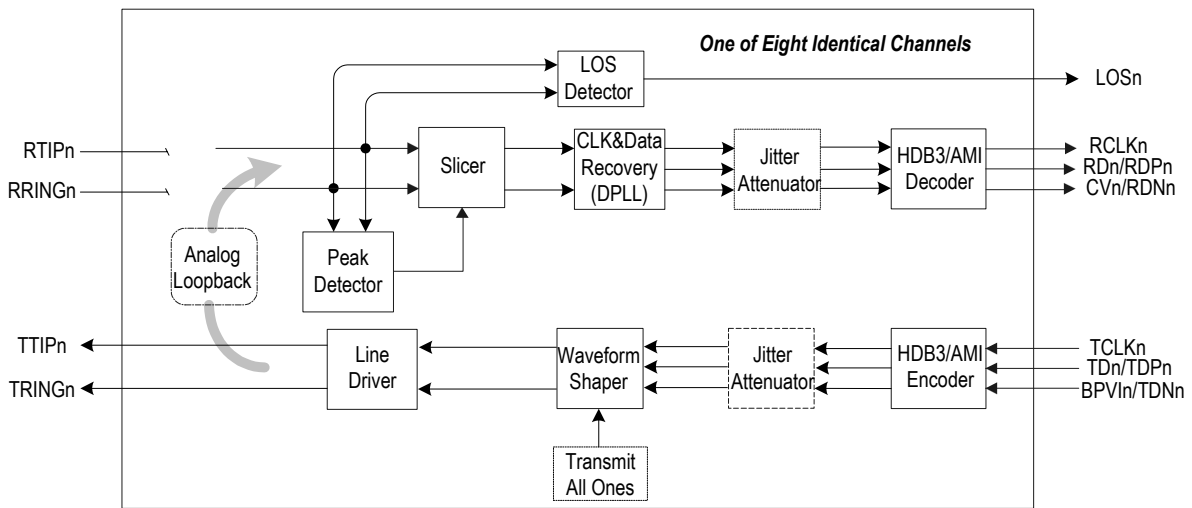 One of Eight Identical Channels
LOS
Detector
LOSn
RTIPn
RRINGn
Slicer
CLK&Data
Recovery
(DPLL)
Jitter
Attenuator
HDB3/AMI
Decoder
RCLKn
RDn/RDPn
CVn/RDNn
Analog
Loopback
Peak
Detector
TTIPn
TRINGn
Line
Driver
Waveform
Shaper
Jitter
Attenuator
HDB3/AMI
Encoder
TCLKn
TDn/TDPn
BPVIn/TDNn
Transmit
All Ones